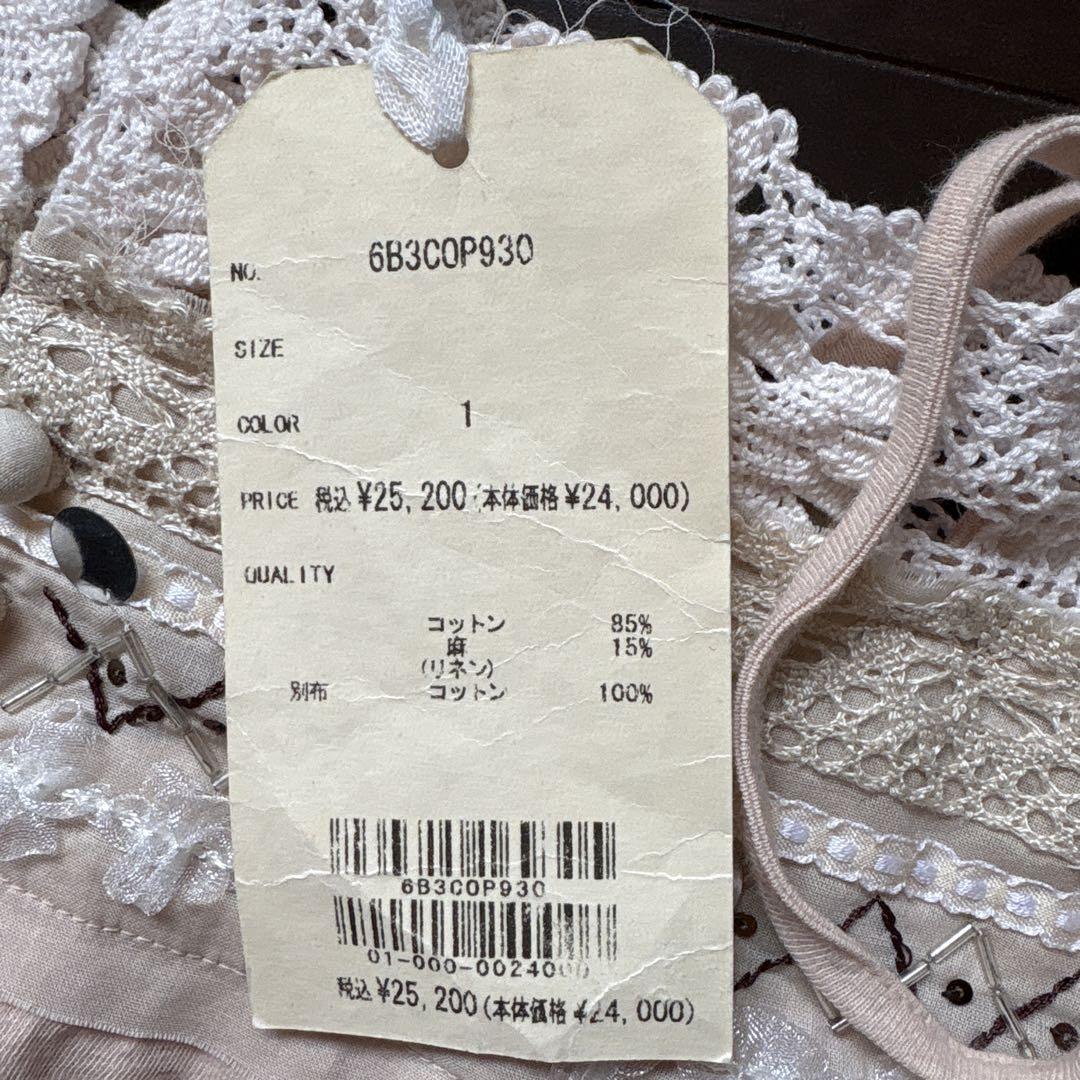 NO. 6B3COP930
SIZE
COLOR 1
PRICE 税込 ¥25,200 (本体価格 ¥24,000)
QUALITY
コットン 85%
麻 15%
(リネン)
別布 コットン 100%
6B3COP930
01-000-002400
税込 ¥25,200 (本体価格 ¥24,000)